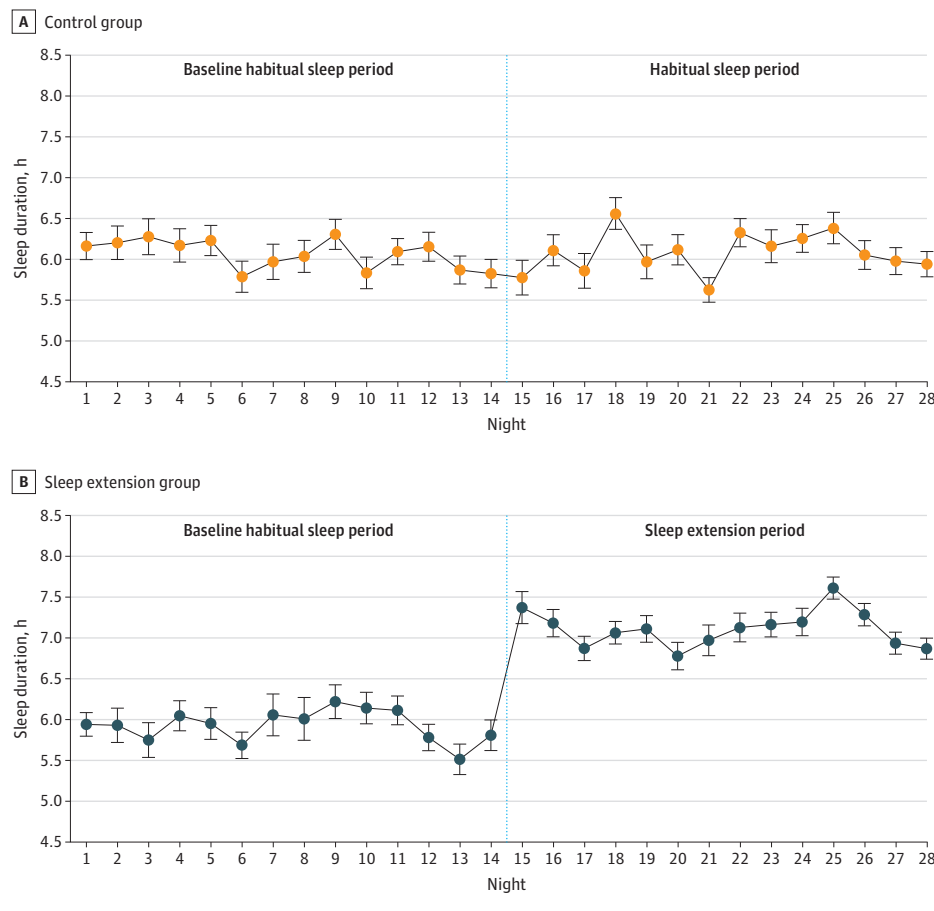 A Control group
8.5
Baseline habitual sleep period Habitual sleep period
8.0
7.5
7.0
6.5
6.0
5.5
5.0
4.5
Sleep duration, h
1 2 3 4 5 6 7 8 9 10 11 12 13 14 15 16 17 18 19 20 21 22 23 24 25 26 27 28
Night
B Sleep extension group
8.5
Baseline habitual sleep period Sleep extension period
8.0
7.5
7.0
6.5
6.0
5.5
5.0
4.5
Sleep duration, h
1 2 3 4 5 6 7 8 9 10 11 12 13 14 15 16 17 18 19 20 21 22 23 24 25 26 27 28
Night